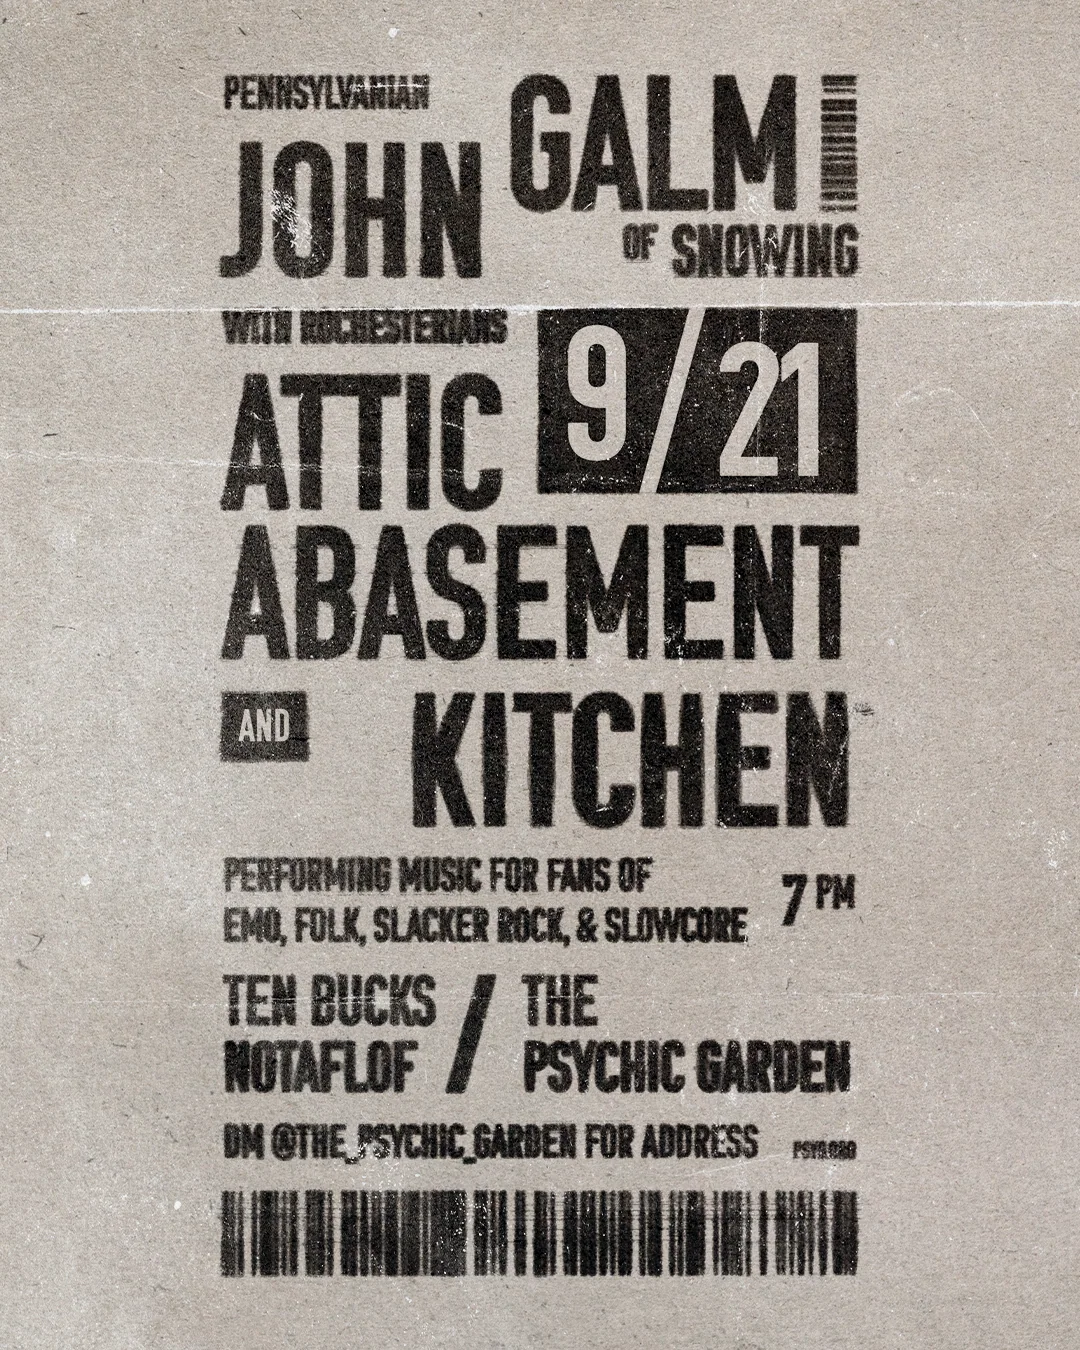 PENNSYLVANIAN
JOHN GALM
OF SNOWING
WITH ROCHESTERIANS
9/21
ATTIC
ABASEMENT
AND KITCHEN
PERFORMING MUSIC FOR FANS OF
EMO, FOLK, SLACKER ROCK, & SLOWCORE
7 PM
TEN BUCKS / THE
NOTAFLOF PSYCHIC GARDEN
DM @THE_PSYCHIC_GARDEN FOR ADDRESS